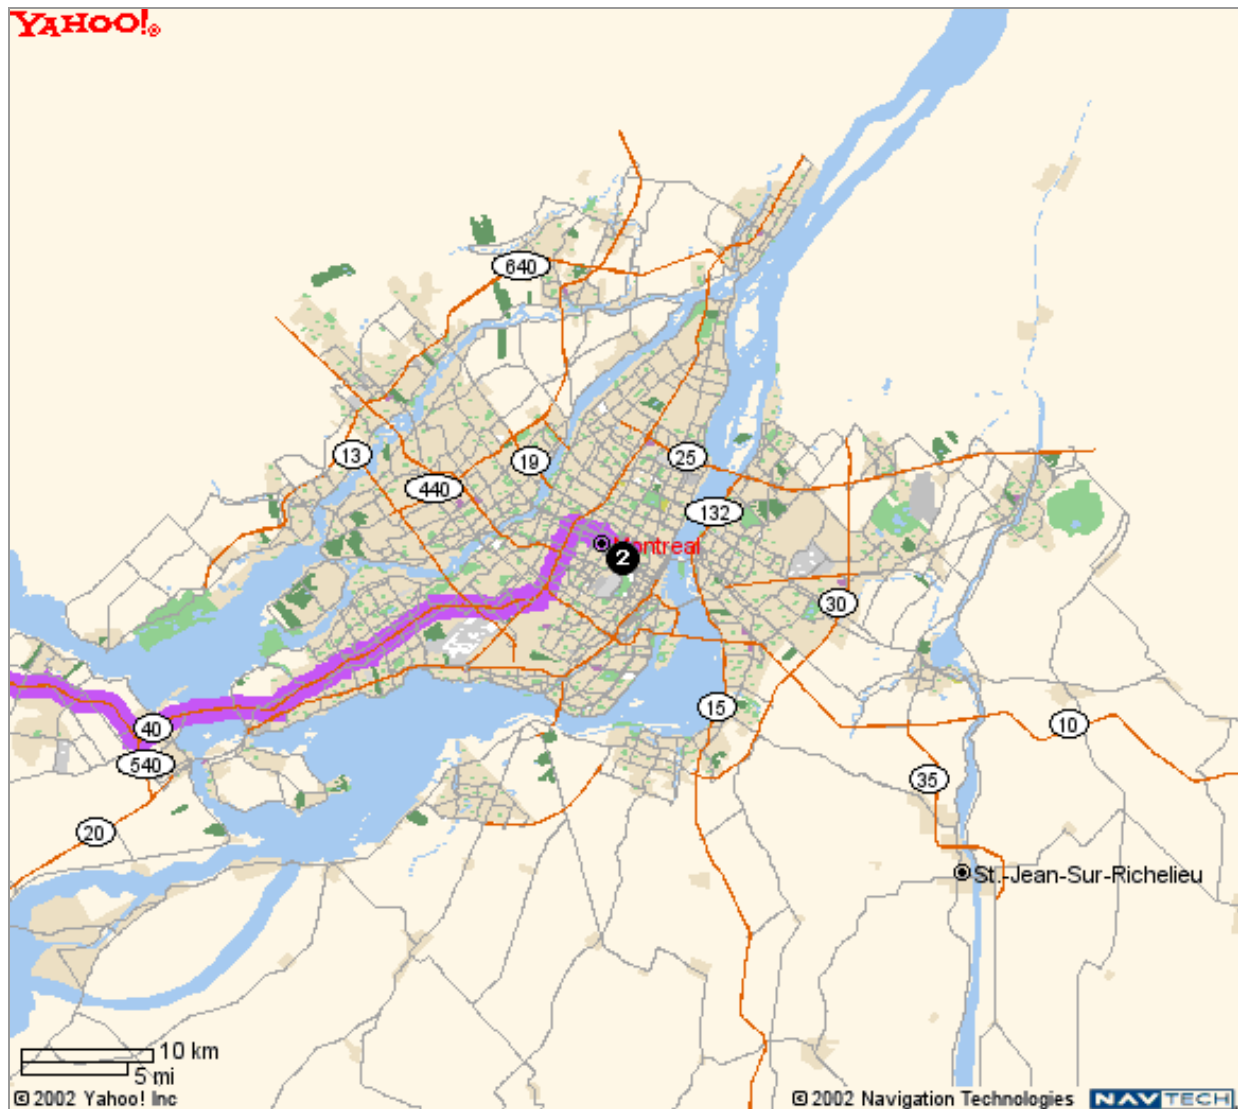 YAHOO!®
640
13
19
25
440
132
Montreal
2
30
15
40
10
540
35
20
St.-Jean-Sur-Richelieu
10 km
5 mi
© 2002 Yahoo! Inc
© 2002 Navigation Technologies NAVTECH